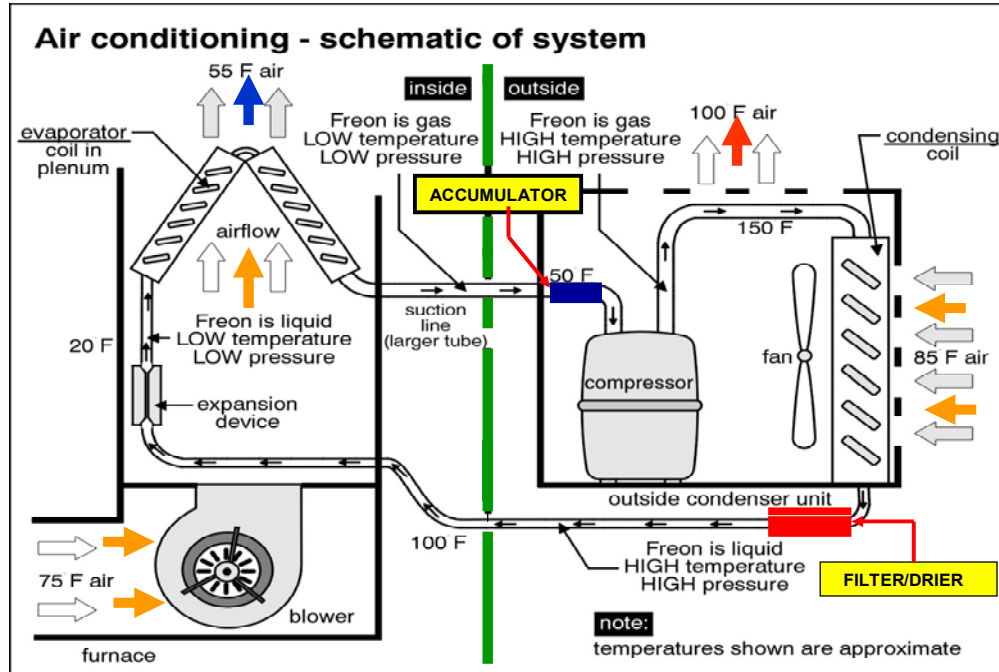 Air conditioning - schematic of system
55°F air
inside
outside
Freon is gas
LOW temperature
LOW pressure
Freon is gas
HIGH temperature
HIGH pressure
100°F air
evaporator
coil in
plenum
condensing
coil
ACCUMULATOR
airflow
150 F
50°F
suction
line
(larger tube)
Freon is liquid
LOW temperature
LOW pressure
20°F
fan
85°F air
compressor
expansion
device
outside condenser unit
100°F
Freon is liquid
HIGH temperature
HIGH pressure
FILTER/DRIER
75°F air
blower
note:
temperatures shown are approximate
furnace